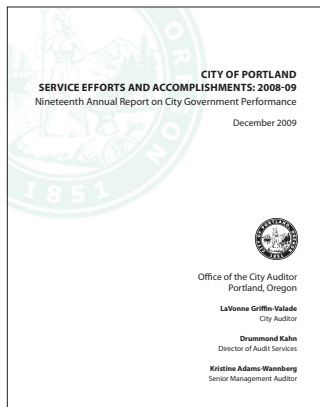 OREGON
1851
CITY OF PORTLAND
SERVICE EFFORTS AND ACCOMPLISHMENTS: 2008-09
Nineteenth Annual Report on City Government Performance
December 2009
Office of the City Auditor
Portland, Oregon
LaVonne Griffin-Valade
City Auditor
Drummond Kahn
Director of Audit Services
Kristine Adams-Wannberg
Senior Management Auditor